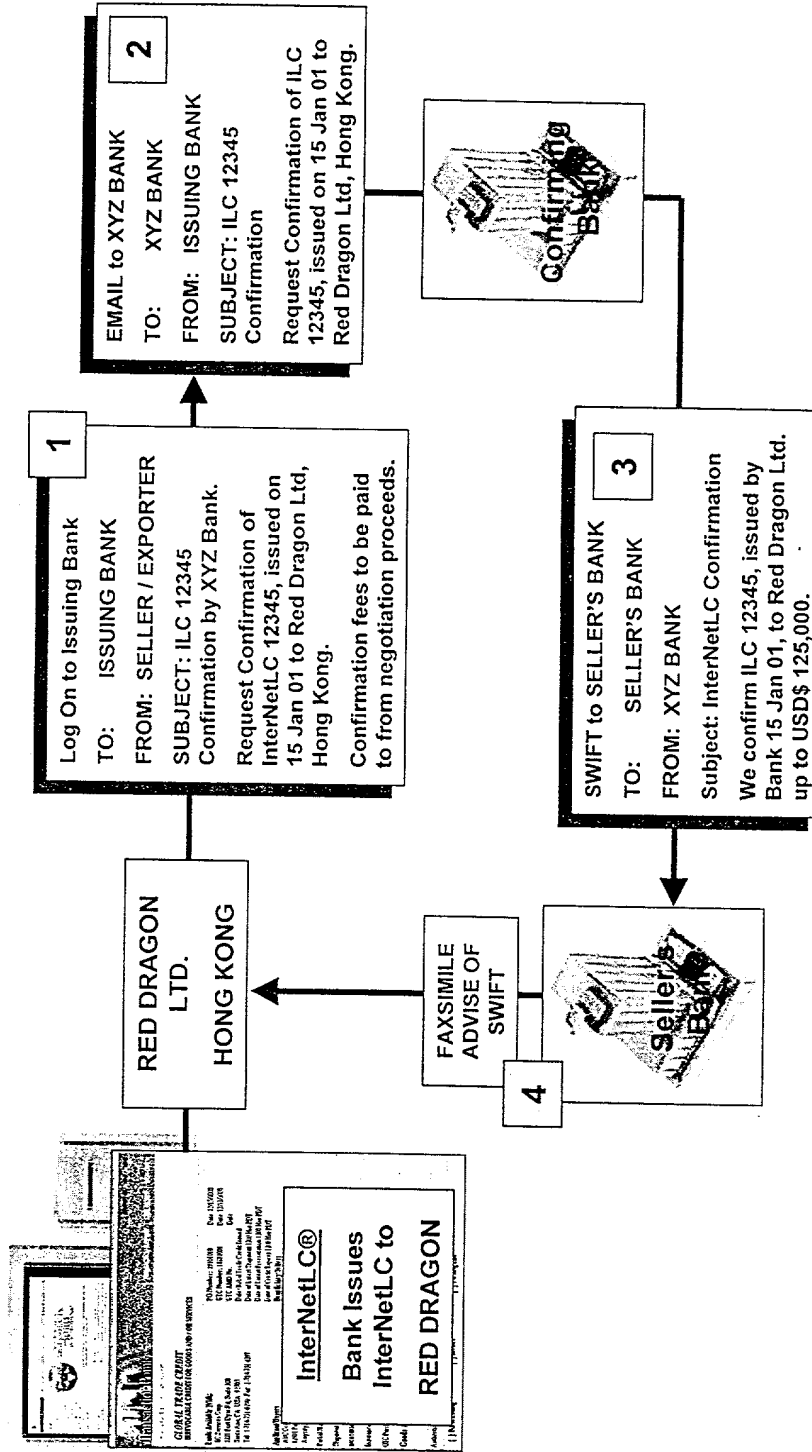 GLOBAL TRADE CREDIT
InterNetLC®
Bank Issues
InterNetLC to
RED DRAGON
RED DRAGON
LTD.
HONG KONG
1
Log On to Issuing Bank
TO: ISSUING BANK
FROM: SELLER / EXPORTER
SUBJECT: ILC 12345
Confirmation by XYZ Bank.
Request Confirmation of
InterNetLC 12345, issued on
15 Jan 01 to Red Dragon Ltd,
Hong Kong.
Confirmation fees to be paid
to from negotiation proceeds.
2
EMAIL to XYZ BANK
TO: XYZ BANK
FROM: ISSUING BANK
SUBJECT: ILC 12345
Confirmation
Request Confirmation of ILC
12345, issued on 15 Jan 01 to
Red Dragon Ltd, Hong Kong.
Confirming
Bank
3
SWIFT to SELLER'S BANK
TO: SELLER'S BANK
FROM: XYZ BANK
Subject: InterNetLC Confirmation
We confirm ILC 12345, issued by
Bank 15 Jan 01, to Red Dragon Ltd.
up to USD$ 125,000.
Seller's
Bank
4
FAXSIMILE
ADVISE OF
SWIFT